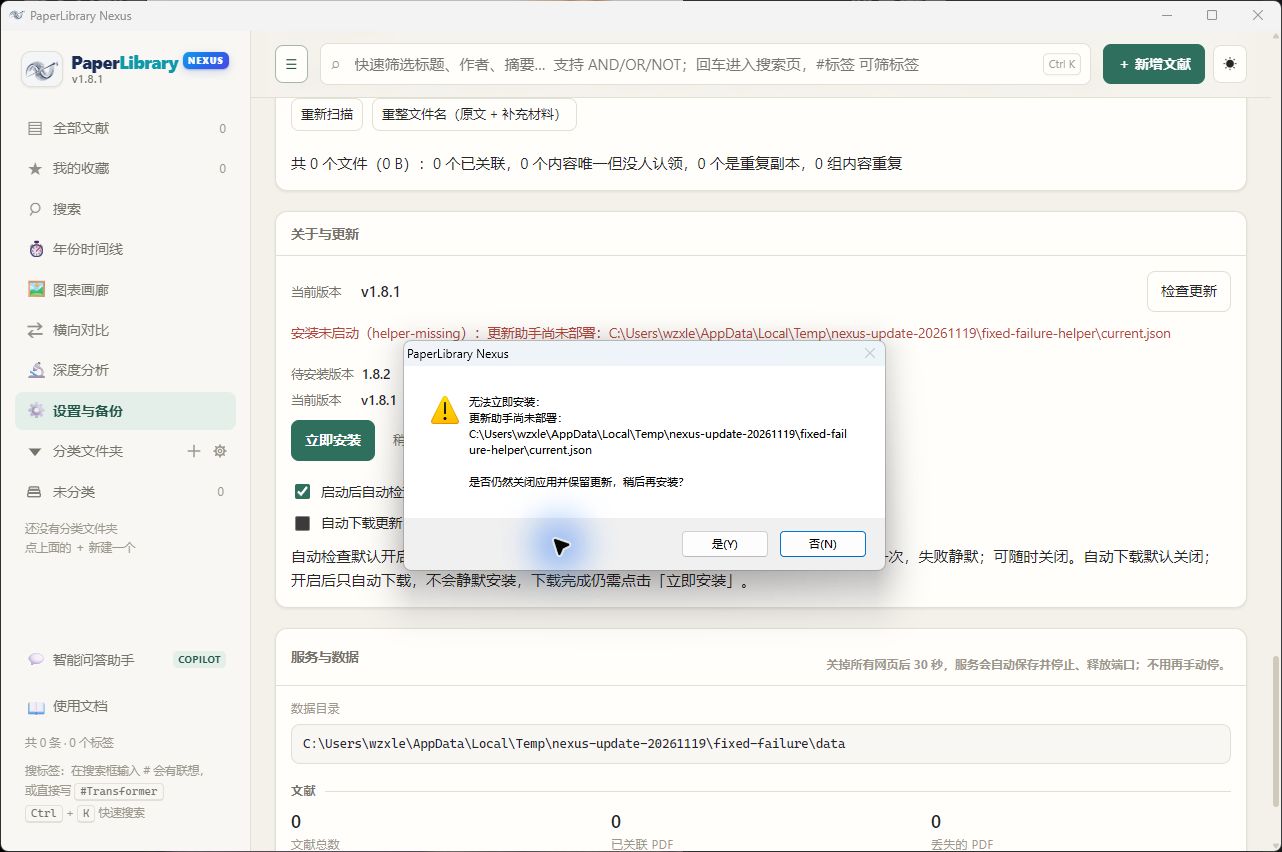 PaperLibrary Nexus
PaperLibrary NEXUS
v1.8.1
☰
快速筛选标题、作者、摘要... 支持 AND/OR/NOT；回车进入搜索页，#标签 可筛标签
Ctrl K
+ 新增文献
全部文献 0
我的收藏 0
搜索
年份时间线
图表画廊
横向对比
深度分析
设置与备份
分类文件夹
未分类 0
还没有分类文件夹
点上面的 + 新建一个
智能问答助手 COPILOT
使用文档
共 0 条 · 0 个标签
搜标签：在搜索框输入 # 会有联想，
或直接写 #Transformer
Ctrl + K 快速搜索
重新扫描
重整文件名（原文 + 补充材料）
共 0 个文件（0 B）：0 个已关联，0 个内容唯一但没人认领，0 个是重复副本，0 组内容重复
关于与更新
当前版本 v1.8.1
检查更新
安装未启动（helper-missing）：更新助手尚未部署：C:\Users\wzxle\AppData\Local\Temp\nexus-update-20261119\fixed-failure-helper\current.json
待安装版本 1.8.2
当前版本 v1.8.1
立即安装
稍
启动后自动检
自动下载更新
自动检查默认开启
一次，失败静默；可随时关闭。自动下载默认关闭；
开启后只自动下载，不会静默安装，下载完成仍需点击「立即安装」。
PaperLibrary Nexus
无法立即安装：
更新助手尚未部署：
C:\Users\wzxle\AppData\Local\Temp\nexus-update-20261119\fixed-fail
ure-helper\current.json
是否仍然关闭应用并保留更新，稍后再安装？
是(Y)
否(N)
服务与数据
关掉所有网页后 30 秒，服务会自动保存并停止、释放端口；不用再手动停。
数据目录
C:\Users\wzxle\AppData\Local\Temp\nexus-update-20261119\fixed-failure\data
文献
0
0
0
文献总数
已关联 PDF
丢失的 PDF